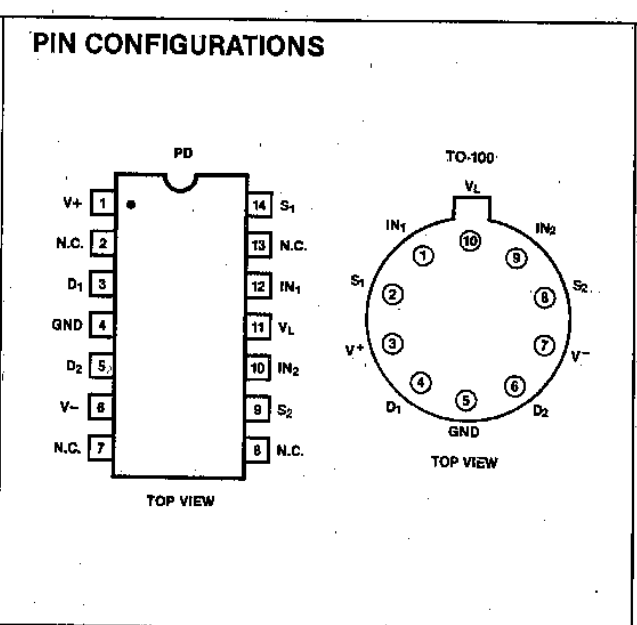 PIN CONFIGURATIONS
PD
V+ 1
N.C. 2
D₁ 3
GND 4
D₂ 5
V− 6
N.C. 7
14 S₁
13 N.C.
12 IN₁
11 V_L
10 IN₂
9 S₂
8 N.C.
TOP VIEW
TO-100
V_L
10
IN₁
1
S₁
2
V⁺
3
D₁
4
GND
5
D₂
6
V⁻
7
S₂
8
IN₂
9
TOP VIEW